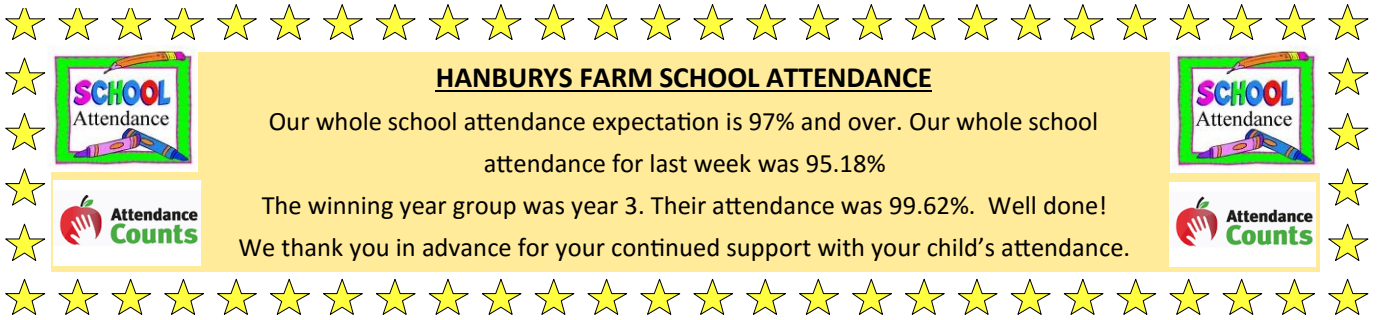 HANBURYS FARM SCHOOL ATTENDANCE
Our whole school attendance expectation is 97% and over. Our whole school
attendance for last week was 95.18%
The winning year group was year 3. Their attendance was 99.62%.  Well done!
We thank you in advance for your continued support with your child’s attendance.
SCHOOL
Attendance
Attendance
Counts
SCHOOL
Attendance
Attendance
Counts